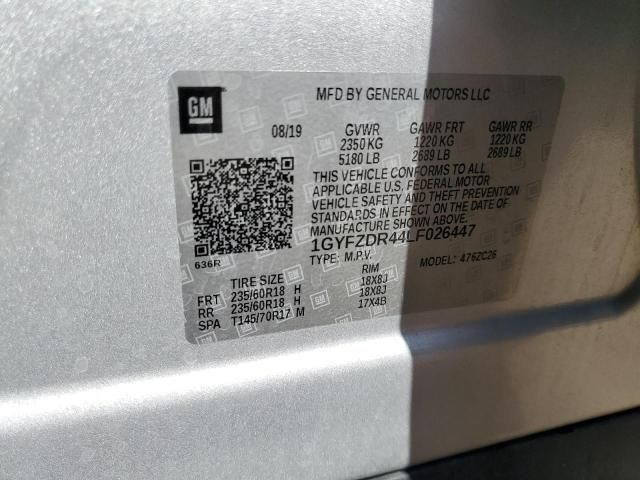 GM
MFD BY GENERAL MOTORS LLC
08/19 GVWR GAWR FRT GAWR RR
2350 KG 1220 KG 1220 KG
5180 LB 2689 LB 2689 LB
THIS VEHICLE CONFORMS TO ALL
APPLICABLE U.S. FEDERAL MOTOR
VEHICLE SAFETY AND THEFT PREVENTION
STANDARDS IN EFFECT ON THE DATE OF
MANUFACTURE SHOWN ABOVE.
1GYFZDR44LF026447
636R
TYPE: M.P.V. MODEL: 476ZC26
TIRE SIZE RIM
FRT 235/60R18 H 18X8J
RR 235/60R18 H 18X8J
SPA T145/70R17 M 17X4B